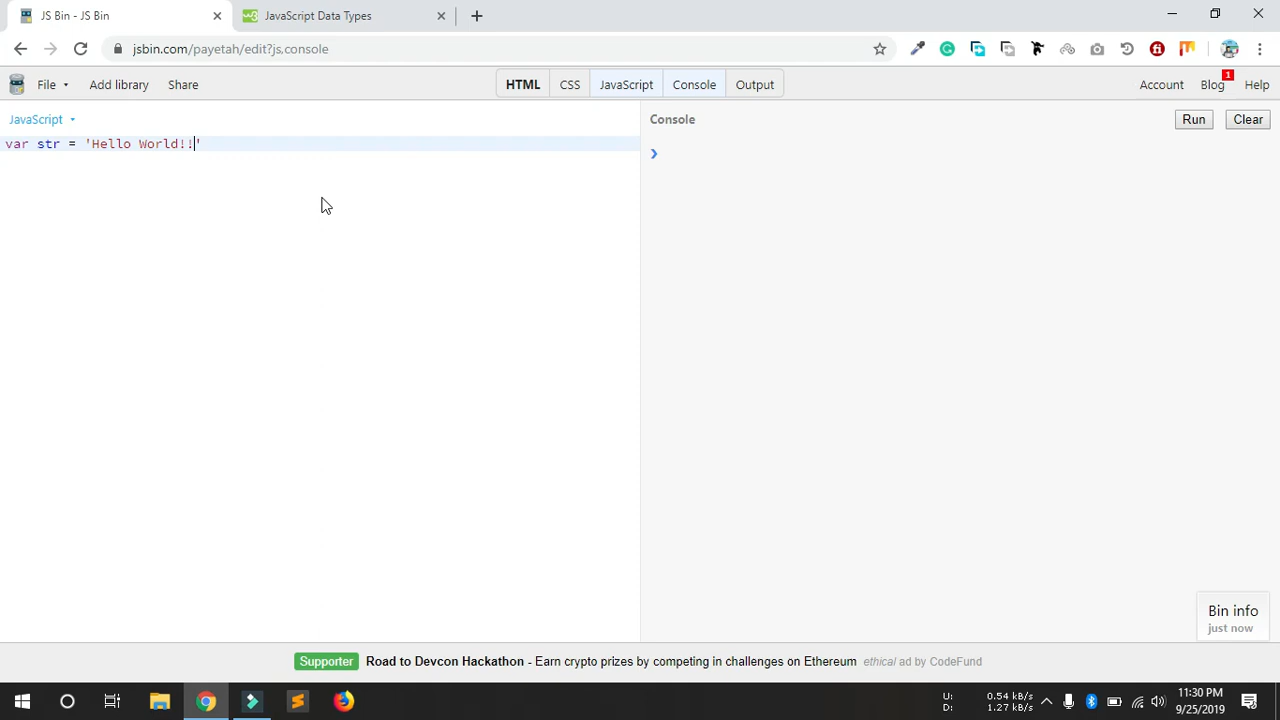 JS Bin - JS Bin
JavaScript Data Types
jsbin.com/payetah/edit?js,console
File
Add library
Share
HTML
CSS
JavaScript
Console
Output
Account
Blog
1
Help
JavaScript
var str = 'Hello World!!'
Console
Run
Clear
Bin info
just now
Supporter
Road to Devcon Hackathon - Earn crypto prizes by competing in challenges on Ethereum
ethical ad by CodeFund
U: 0.54 kB/s
D: 1.27 kB/s
11:30 PM
9/25/2019